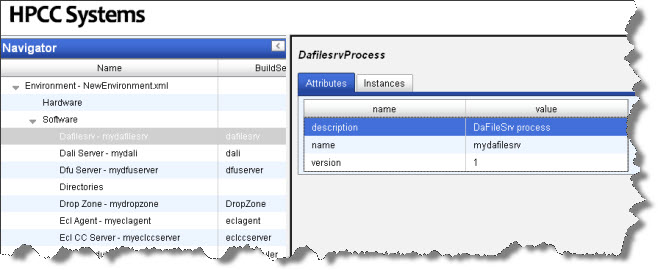 HPCC Systems
Navigator
Name BuildSe
Environment - NewEnvironment.xml
Hardware
Software
Dafilesrv - mydafilesrv dafilesrv
Dali Server - mydali dali
Dfu Server - mydfuserver dfuserver
Directories
Drop Zone - mydropzone DropZone
Ecl Agent - myeclagent eclagent
Ecl CC Server - myeclccserver eclccserver
DafilesrvProcess
Attributes Instances
name value
description DaFileSrv process
name mydafilesrv
version 1